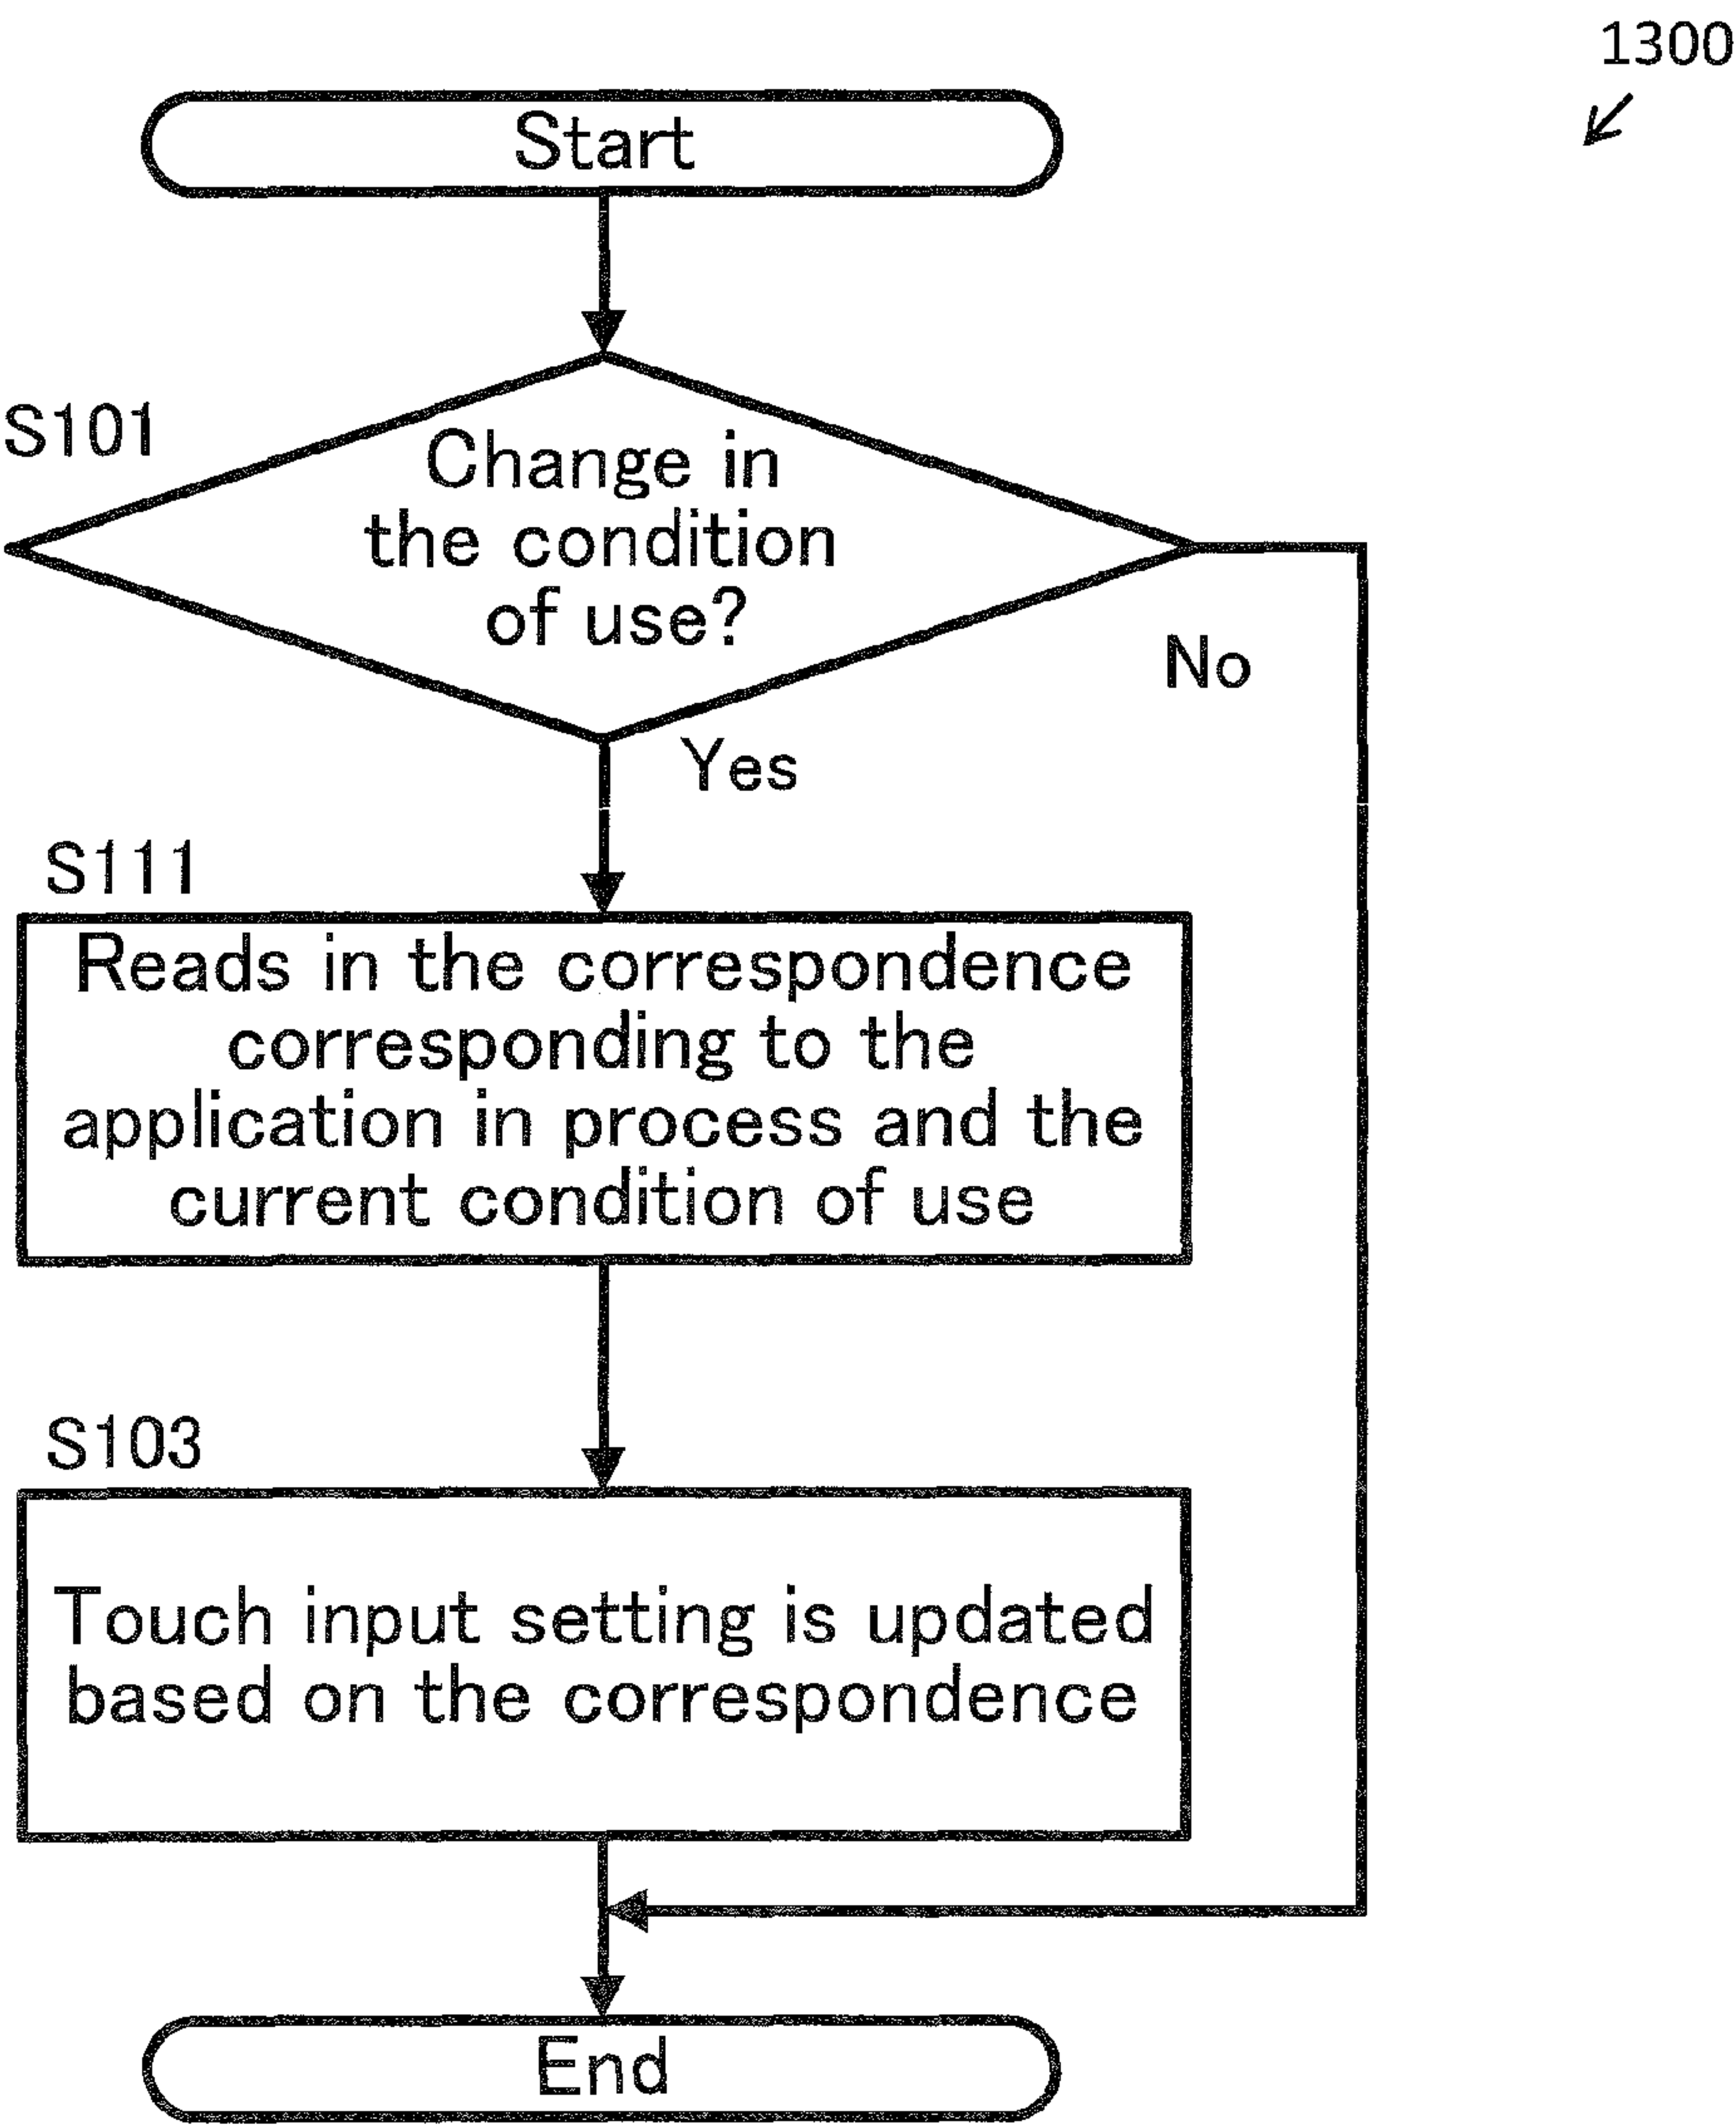 1300
Start
S101
Change in
the condition
of use?
No
Yes
S111
Reads in the correspondence
corresponding to the
application in process and the
current condition of use
S103
Touch input setting is updated
based on the correspondence
End